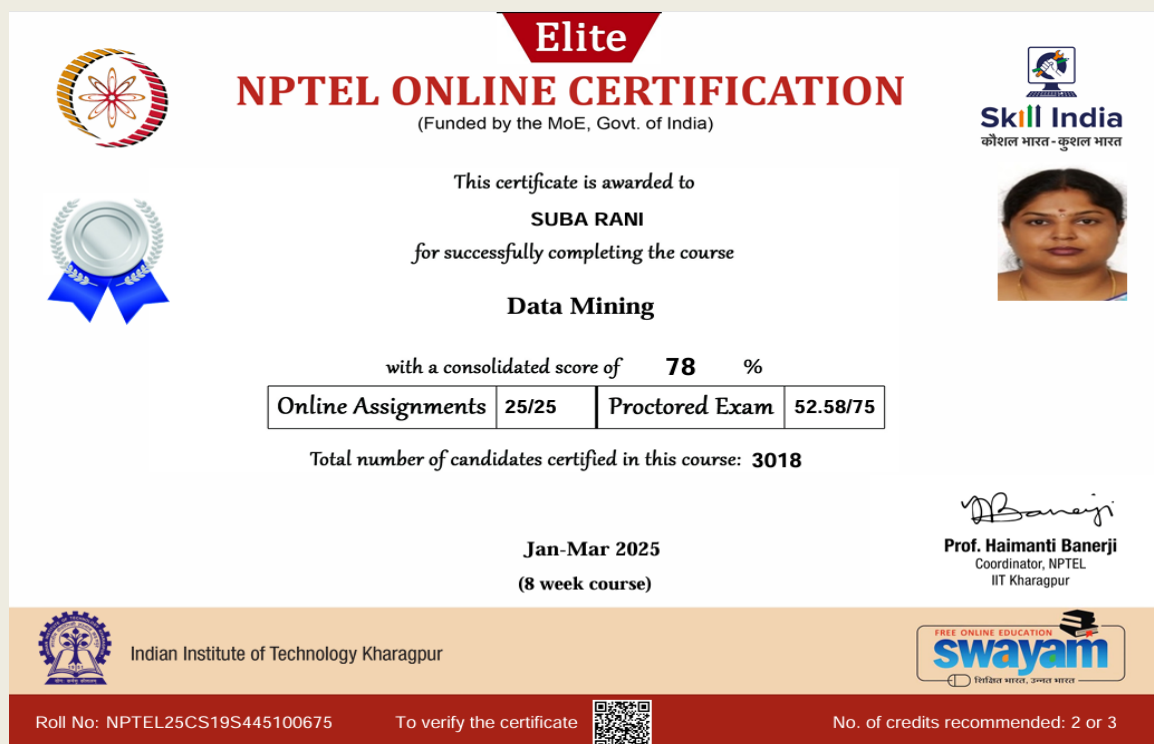 Elite
NPTEL ONLINE CERTIFICATION
(Funded by the MoE, Govt. of India)
Skill India
कौशल भारत-कुशल भारत
This certificate is awarded to
SUBA RANI
for successfully completing the course
Data Mining
with a consolidated score of 78 %
Online Assignments 25/25 Proctored Exam 52.58/75
Total number of candidates certified in this course: 3018
Jan-Mar 2025
(8 week course)
Prof. Haimanti Banerji
Coordinator, NPTEL
IIT Kharagpur
Indian Institute of Technology Kharagpur
FREE ONLINE EDUCATION
swayam
शिक्षित भारत, उन्नत भारत
Roll No: NPTEL25CS19S445100675 To verify the certificate No. of credits recommended: 2 or 3